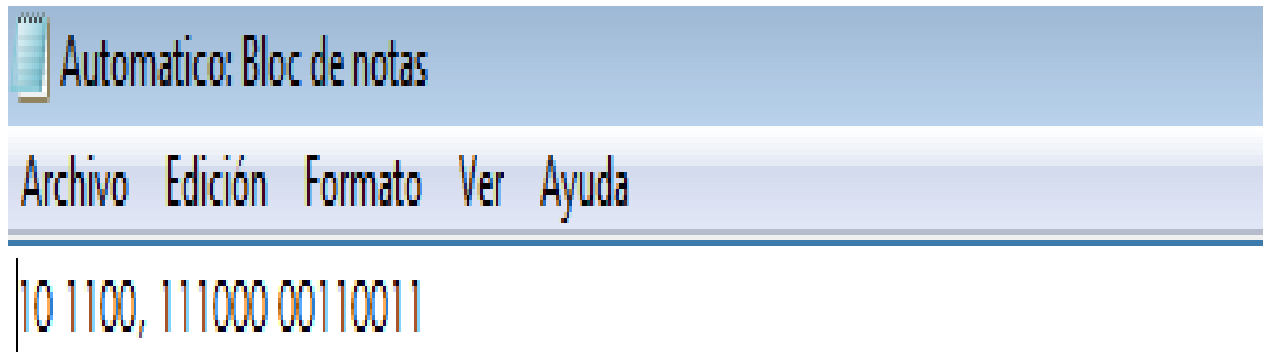 Automatico: Bloc de notas
Archivo Edición Formato Ver Ayuda
10 1100, 111000 00110011